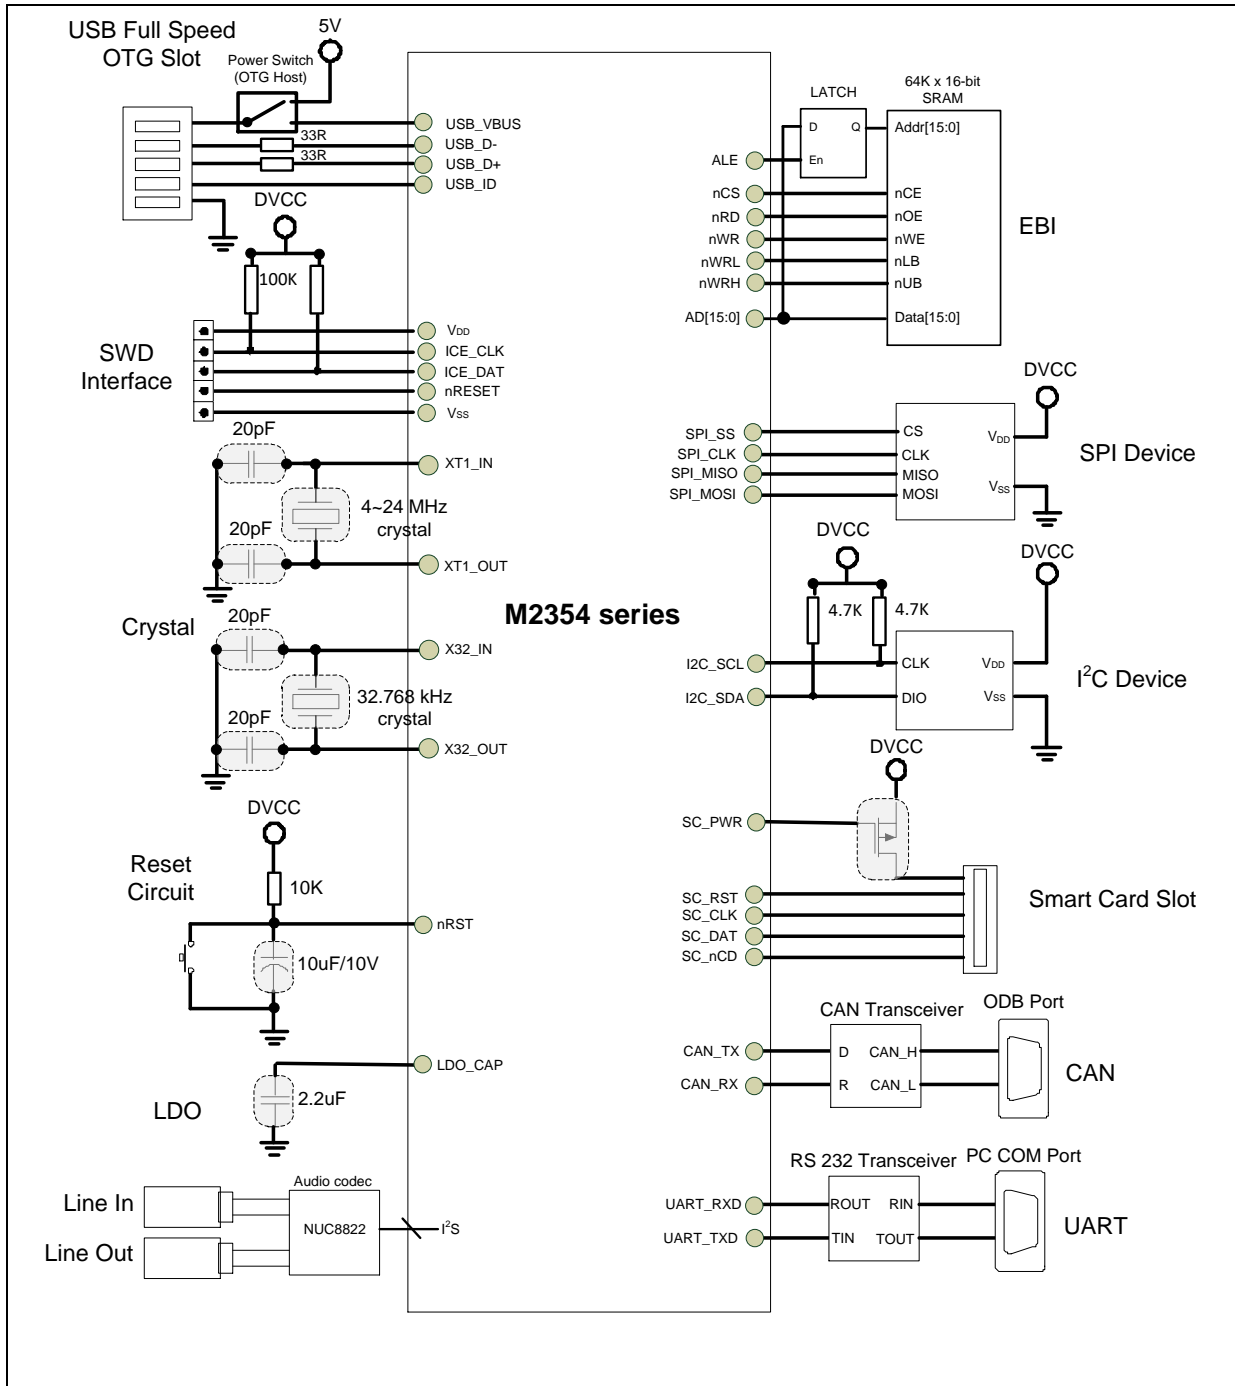 USB Full Speed
OTG Slot
5V
Power Switch
(OTG Host)
USB_VBUS
33R
USB_D-
33R
USB_D+
USB_ID
DVCC
100K
SWD
Interface
VDD
ICE_CLK
ICE_DAT
nRESET
Vss
20pF
XT1_IN
4~24 MHz
crystal
20pF
XT1_OUT
Crystal
20pF
X32_IN
32.768 kHz
crystal
20pF
X32_OUT
DVCC
Reset
Circuit
10K
nRST
10uF/10V
LDO_CAP
2.2uF
LDO
Audio codec
Line In
Line Out
NUC8822
I²S
M2354 series
LATCH
64K x 16-bit
SRAM
D
Q
Addr[15:0]
ALE
En
nCS
nCE
nRD
nOE
nWR
nWE
nWRL
nLB
nWRH
nUB
AD[15:0]
Data[15:0]
EBI
DVCC
SPI_SS
CS
SPI_CLK
CLK
SPI_MISO
MISO
SPI_MOSI
MOSI
VDD
VSS
SPI Device
DVCC
DVCC
4.7K
4.7K
I2C_SCL
CLK
VDD
I2C_SDA
DIO
Vss
I²C Device
DVCC
SC_PWR
SC_RST
SC_CLK
SC_DAT
SC_nCD
Smart Card Slot
CAN Transceiver
ODB Port
CAN_TX
D
CAN_H
CAN_RX
R
CAN_L
CAN
RS 232 Transceiver
PC COM Port
UART_RXD
ROUT
RIN
UART_TXD
TIN
TOUT
UART